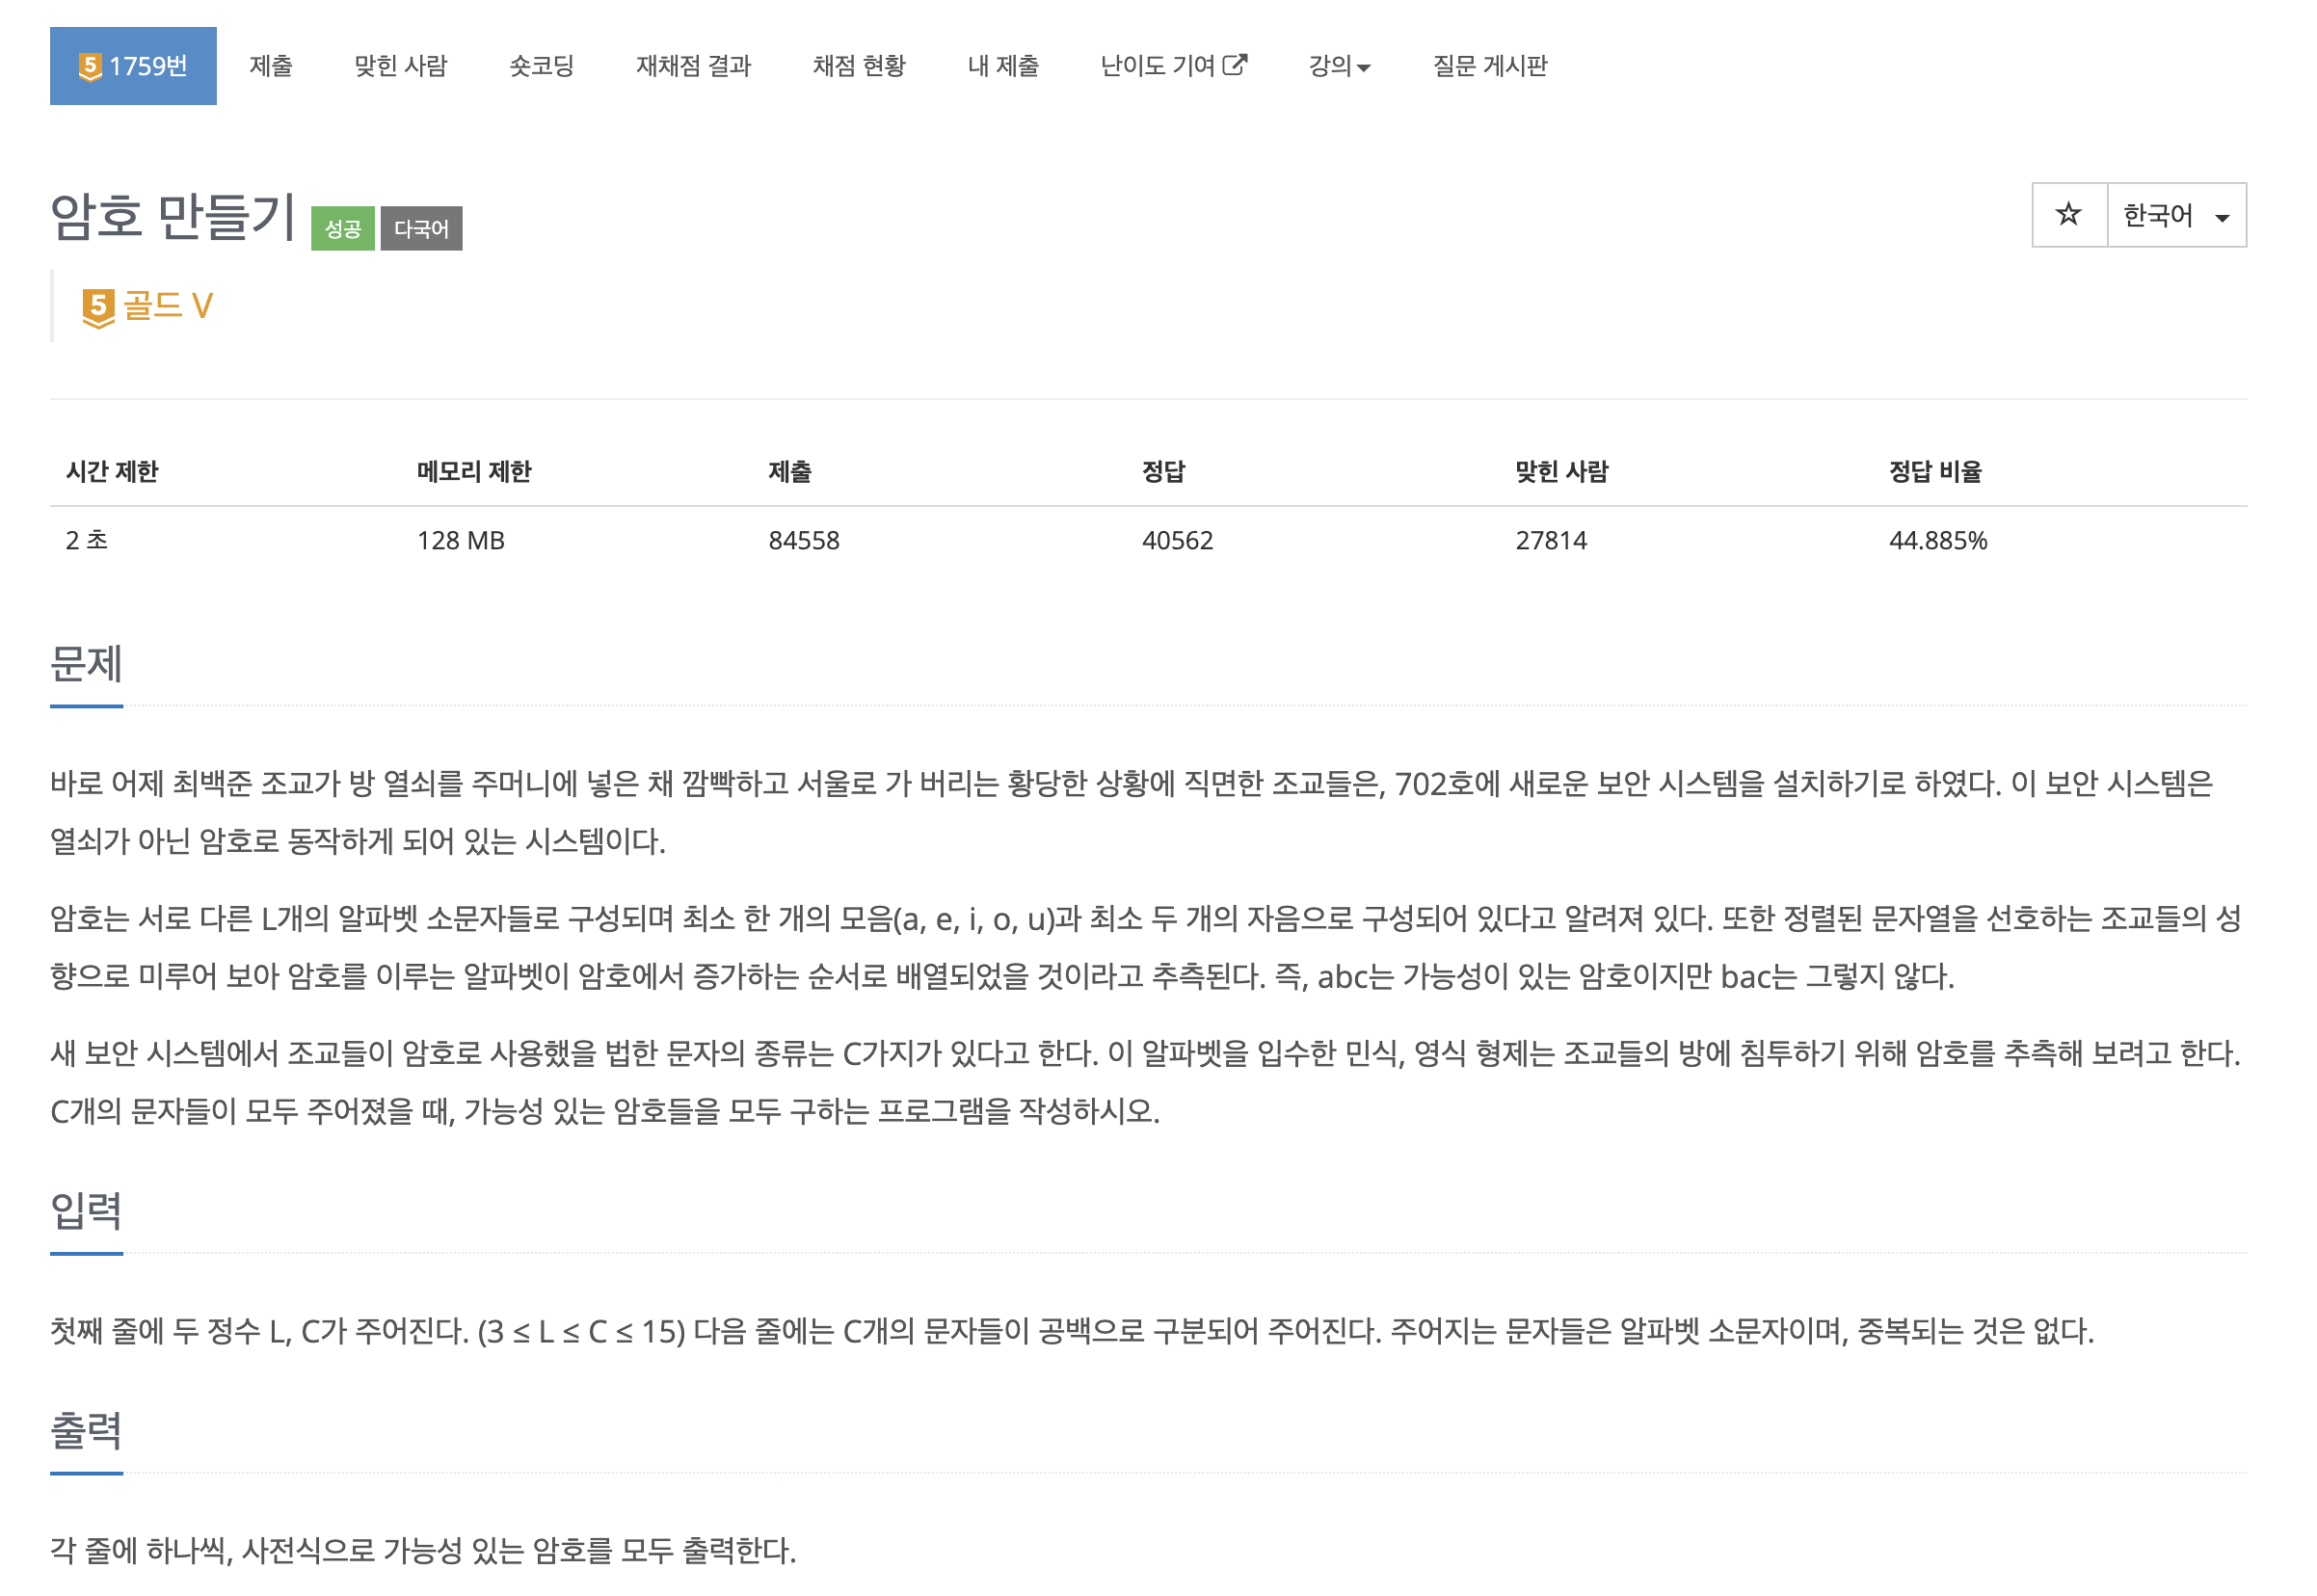 5 1759번 제출 맞힌 사람 숏코딩 재채점 결과 채점 현황 내 제출 난이도 기여 강의 질문 게시판
암호 만들기 성공 다국어 ☆ 한국어
5 골드 V
시간 제한 메모리 제한 제출 정답 맞힌 사람 정답 비율
2 초 128 MB 84558 40562 27814 44.885%
문제
바로 어제 최백준 조교가 방 열쇠를 주머니에 넣은 채 깜빡하고 서울로 가 버리는 황당한 상황에 직면한 조교들은, 702호에 새로운 보안 시스템을 설치하기로 하였다. 이 보안 시스템은
열쇠가 아닌 암호로 동작하게 되어 있는 시스템이다.
암호는 서로 다른 L개의 알파벳 소문자들로 구성되며 최소 한 개의 모음(a, e, i, o, u)과 최소 두 개의 자음으로 구성되어 있다고 알려져 있다. 또한 정렬된 문자열을 선호하는 조교들의 성
향으로 미루어 보아 암호를 이루는 알파벳이 암호에서 증가하는 순서로 배열되었을 것이라고 추측된다. 즉, abc는 가능성이 있는 암호이지만 bac는 그렇지 않다.
새 보안 시스템에서 조교들이 암호로 사용했을 법한 문자의 종류는 C가지가 있다고 한다. 이 알파벳을 입수한 민식, 영식 형제는 조교들의 방에 침투하기 위해 암호를 추측해 보려고 한다.
C개의 문자들이 모두 주어졌을 때, 가능성 있는 암호들을 모두 구하는 프로그램을 작성하시오.
입력
첫째 줄에 두 정수 L, C가 주어진다. (3 ≤ L ≤ C ≤ 15) 다음 줄에는 C개의 문자들이 공백으로 구분되어 주어진다. 주어지는 문자들은 알파벳 소문자이며, 중복되는 것은 없다.
출력
각 줄에 하나씩, 사전식으로 가능성 있는 암호를 모두 출력한다.